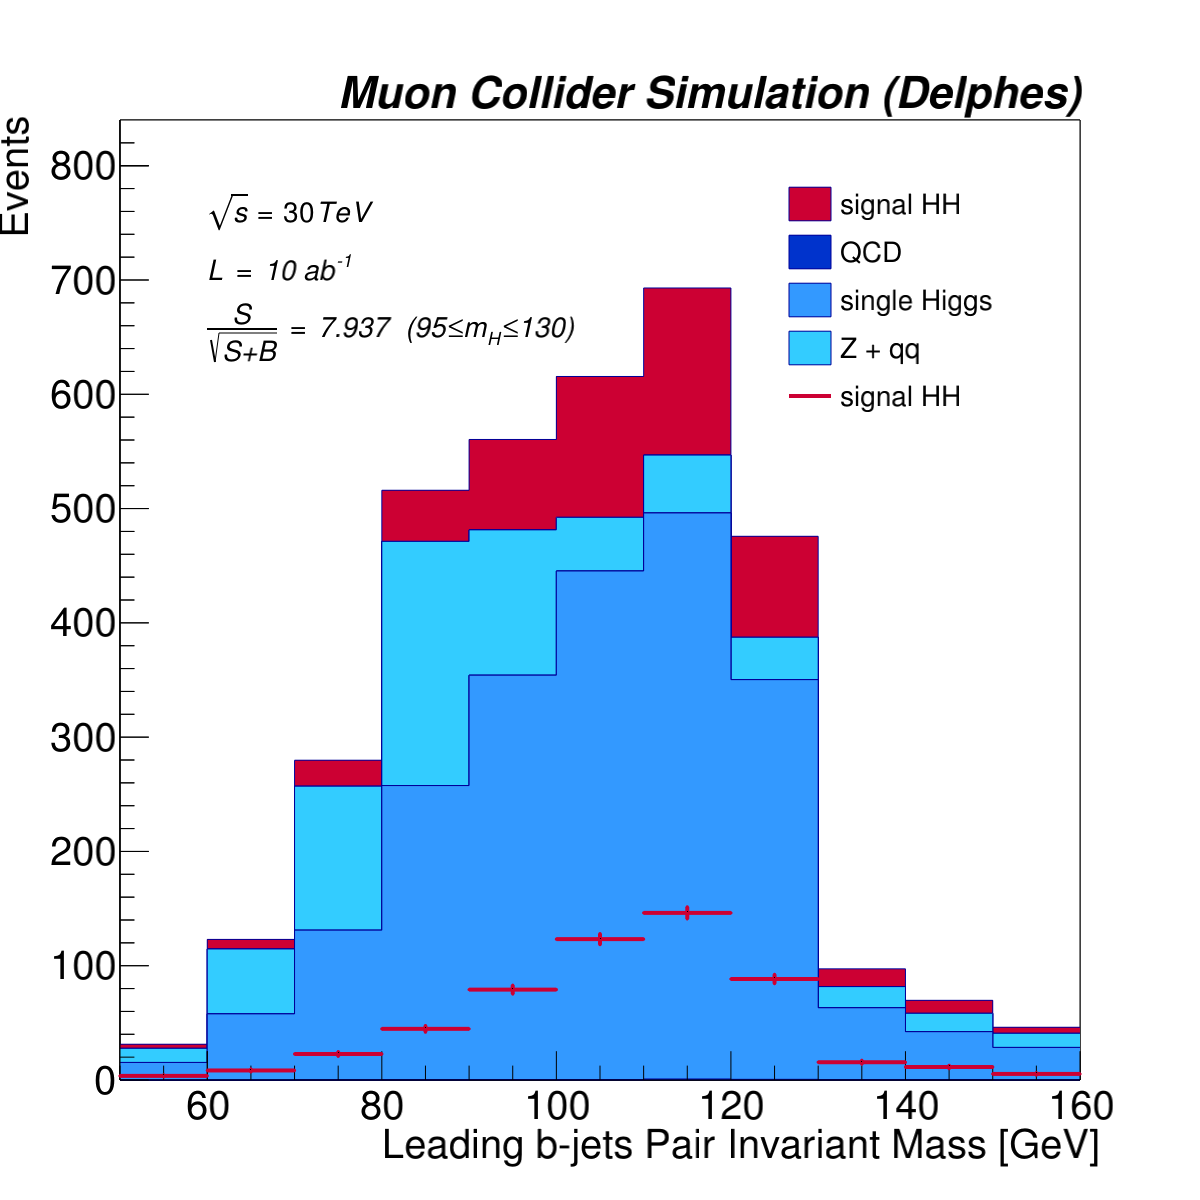 Muon Collider Simulation (Delphes)
Events
800
700
600
500
400
300
200
100
0
√s = 30 TeV
L = 10 ab⁻¹
S/√S+B = 7.937 (95≤m_H≤130)
signal HH
QCD
single Higgs
Z + qq
signal HH
60 80 100 120 140 160
Leading b-jets Pair Invariant Mass [GeV]